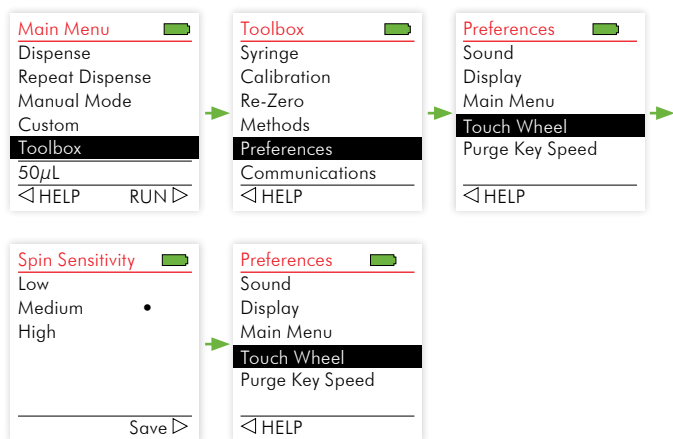 Main Menu
Dispense
Repeat Dispense
Manual Mode
Custom
Toolbox
50μL
◁ HELP RUN ▷
Toolbox
Syringe
Calibration
Re-Zero
Methods
Preferences
Communications
◁ HELP
Preferences
Sound
Display
Main Menu
Touch Wheel
Purge Key Speed
◁ HELP
Spin Sensitivity
Low
Medium •
High
Save ▷
Preferences
Sound
Display
Main Menu
Touch Wheel
Purge Key Speed
◁ HELP